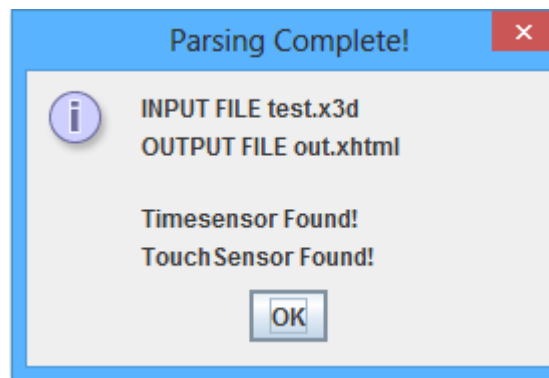 Parsing Complete!
INPUT FILE test.x3d
OUTPUT FILE out.xhtml
Timesensor Found!
TouchSensor Found!
OK